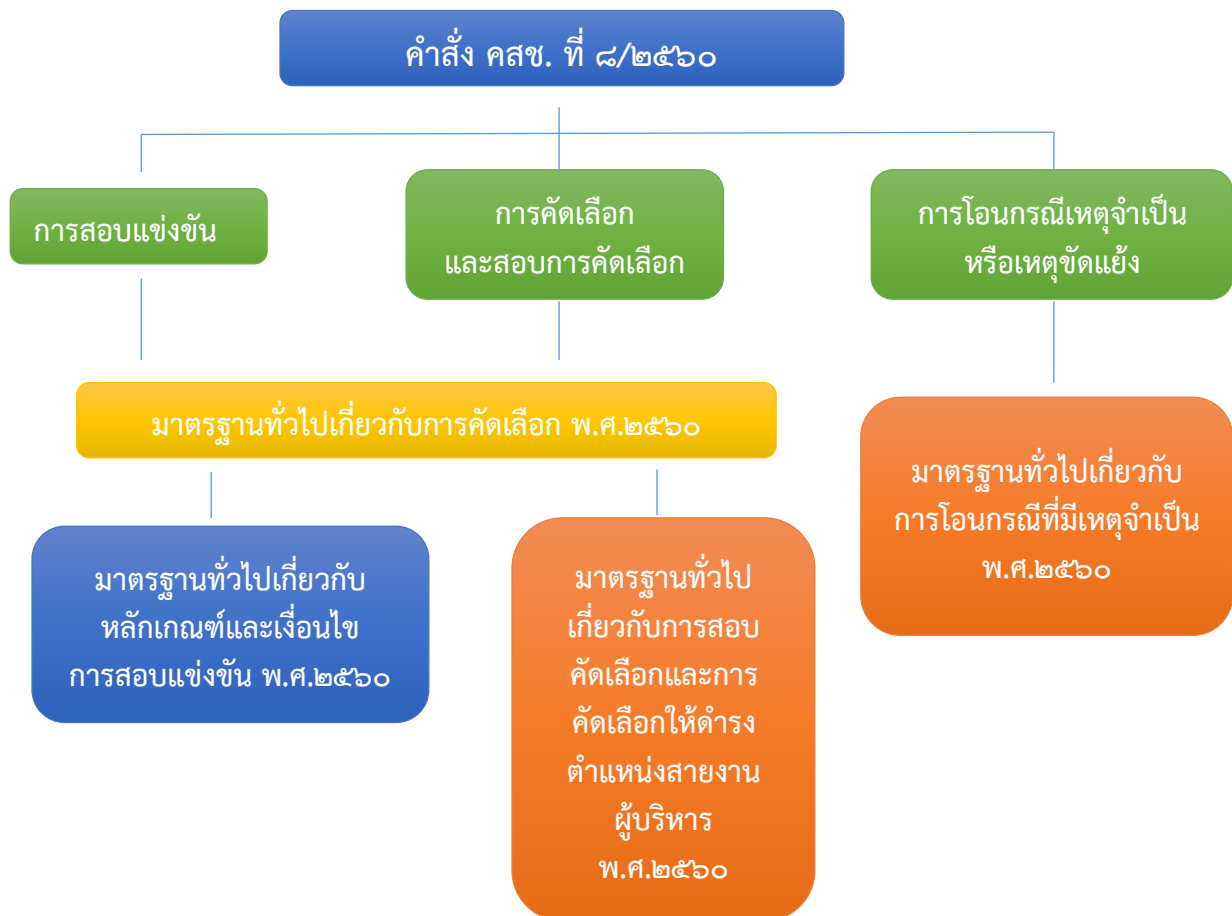 คำสั่ง คสช. ที่ ๘/๒๕๖๐
การสอบแข่งขัน
การคัดเลือก
และสอบการคัดเลือก
การโอนกรณีเหตุจำเป็น
หรือเหตุขัดแย้ง
มาตรฐานทั่วไปเกี่ยวกับการคัดเลือก พ.ศ.๒๕๖๐
มาตรฐานทั่วไปเกี่ยวกับ
การโอนกรณีที่มีเหตุจำเป็น
พ.ศ.๒๕๖๐
มาตรฐานทั่วไปเกี่ยวกับ
หลักเกณฑ์และเงื่อนไข
การสอบแข่งขัน พ.ศ.๒๕๖๐
มาตรฐานทั่วไป
เกี่ยวกับการสอบ
คัดเลือกและการ
คัดเลือกให้ดำรง
ตำแหน่งสายงาน
ผู้บริหาร
พ.ศ.๒๕๖๐